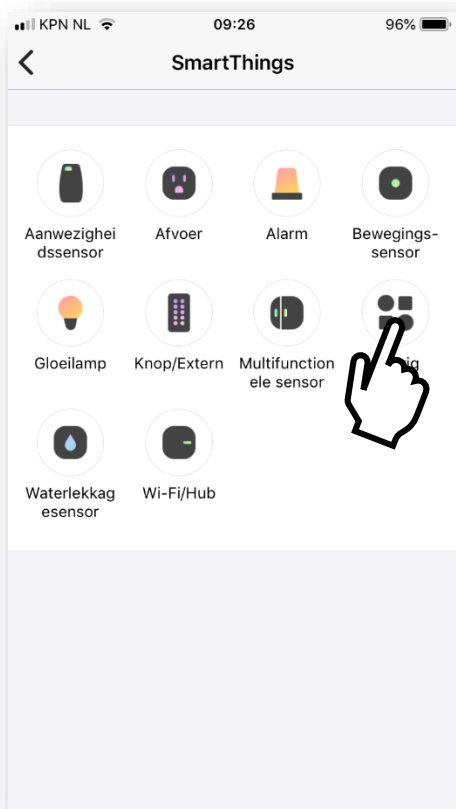 KPN NL 09:26 96%
SmartThings
Aanwezighei Afvoer Alarm Bewegings-
dssensor sensor
Gloeilamp Knop/Extern Multifunction
ele sensor
Waterlekkag Wi-Fi/Hub
esensor